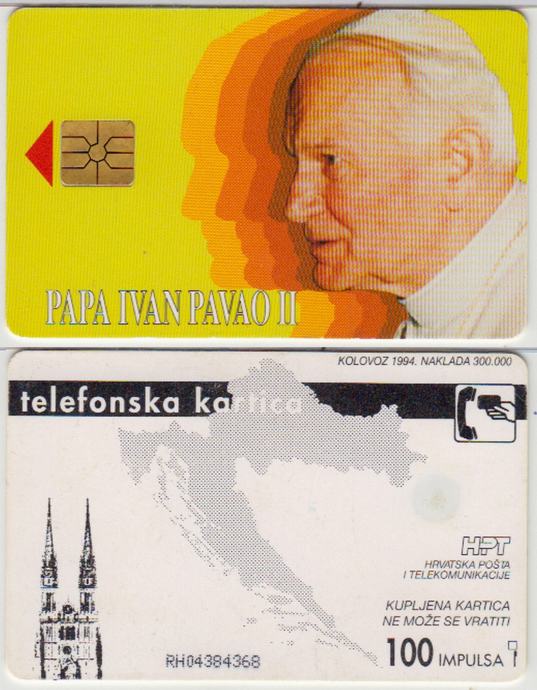 PAPA IVAN PAVAO II
KOLOVOZ 1994. NAKLADA 300.000
telefonska kartica
HPT
HRVATSKA POŠTA
I TELEKOMUNIKACIJE
KUPLJENA KARTICA
NE MOŽE SE VRATITI
100 IMPULSA
RH04384368